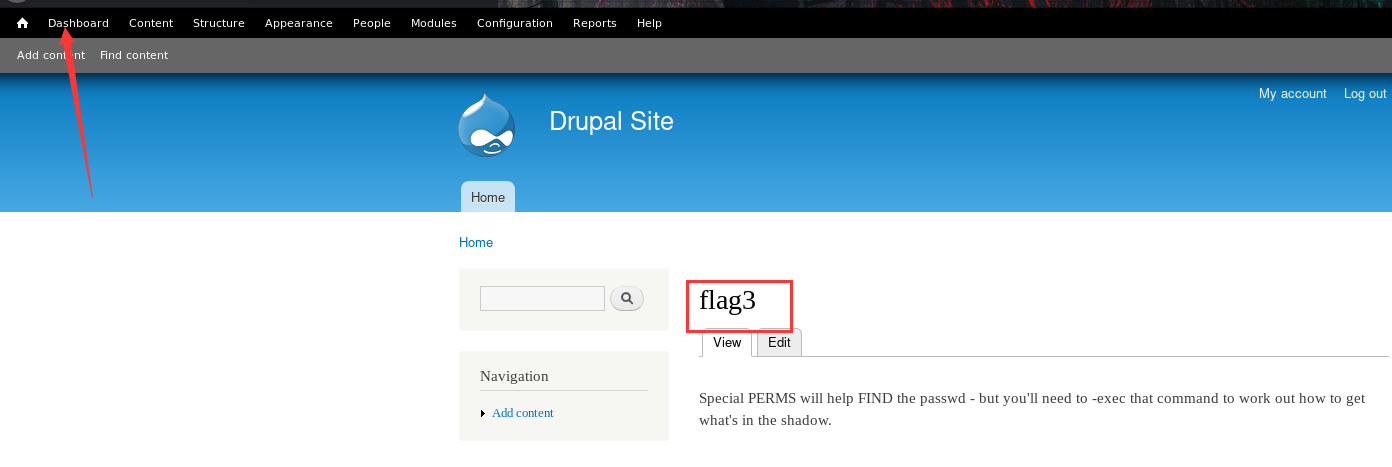 Dashboard Content Structure Appearance People Modules Configuration Reports Help
Add content Find content
My account Log out
Drupal Site
Home
Home
flag3
View Edit
Navigation
Add content
Special PERMS will help FIND the passwd - but you'll need to -exec that command to work out how to get
what's in the shadow.